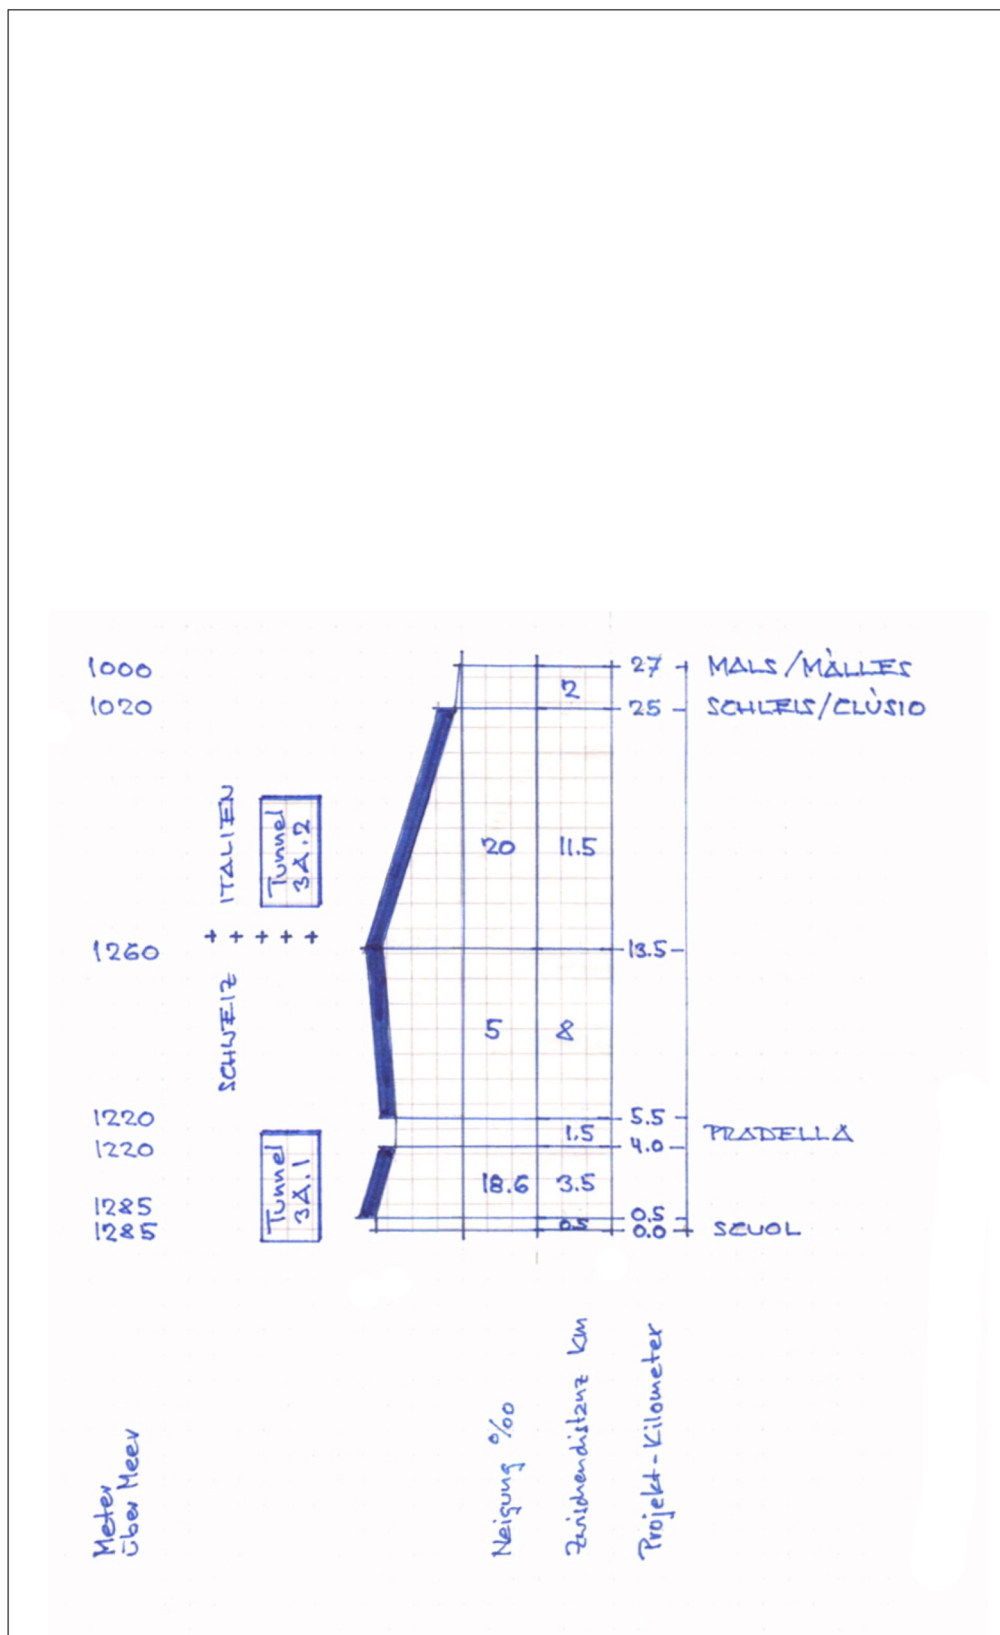 1000
27
MALS/MÀLLES
2
1020
25
SCHLEIS/CLÙSIO
ITALIEN
Tunnel
3A.2
20
11.5
1260
13.5
SCHWEIZ
5
8
1220
5.5
1.5
PRADELLA
1220
4.0
Tunnel
3A.1
18.6
3.5
1285
0.5
0.5
1285
0.0
SCUOL
Meter
über Meer
Neigung ‰
Zwischendistanz km
Projekt-Kilometer